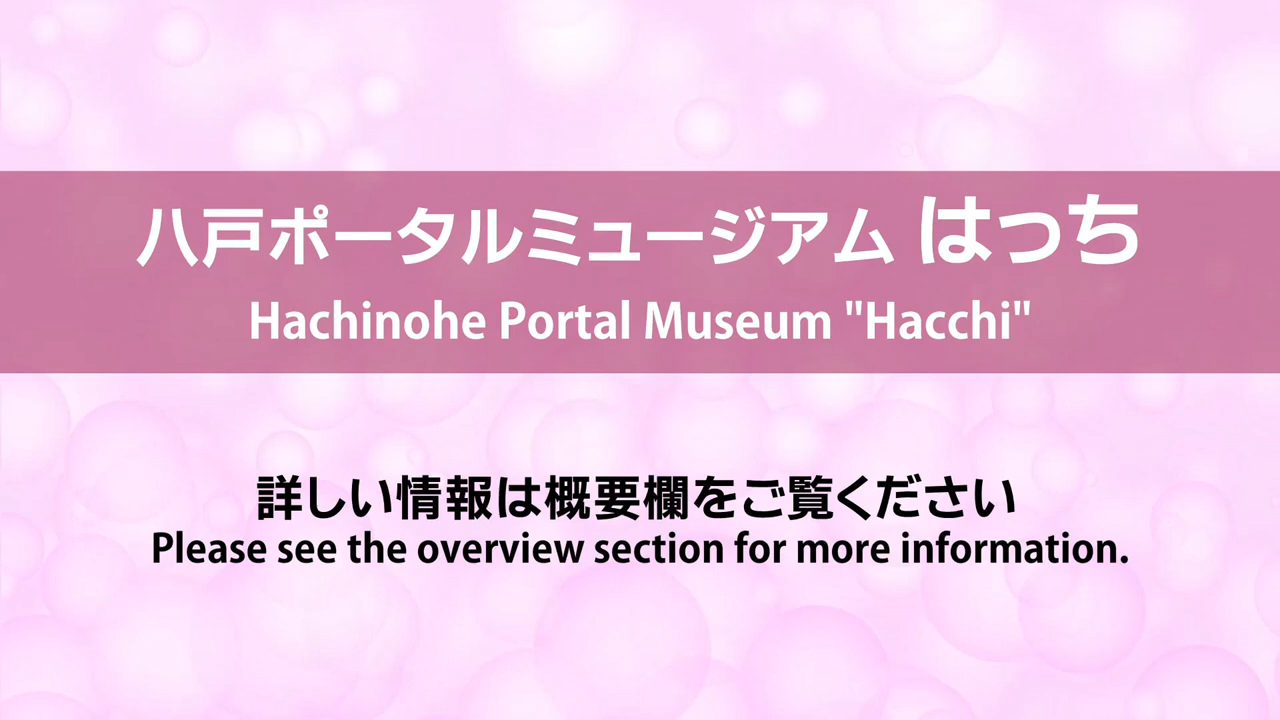 八戸ポータルミュージアム はっち
Hachinohe Portal Museum "Hacchi"
詳しい情報は概要欄をご覧ください
Please see the overview section for more information.